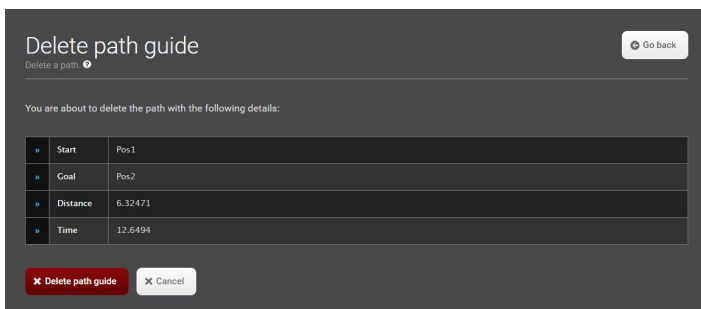 Delete path guide
Go back
Delete a path. ?
You are about to delete the path with the following details:
» Start Pos1
» Goal Pos2
» Distance 6.32471
» Time 12.6494
Delete path guide
Cancel